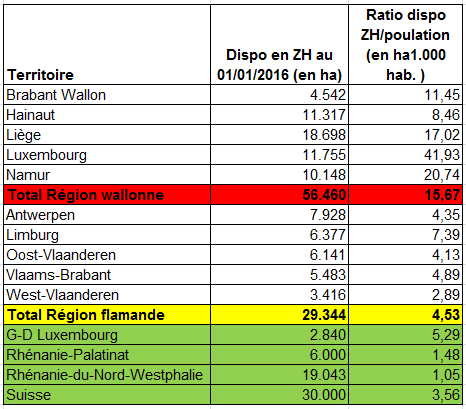 Territoire
Dispo en ZH au
01/01/2016 (en ha)
Ratio dispo
ZH/poulation
(en ha1.000
hab. )
Brabant Wallon 4.542 11,45
Hainaut 11.317 8,46
Liège 18.698 17,02
Luxembourg 11.755 41,93
Namur 10.148 20,74
Total Région wallonne 56.460 15,67
Antwerpen 7.928 4,35
Limburg 6.377 7,39
Oost-Vlaanderen 6.141 4,13
Vlaams-Brabant 5.483 4,89
West-Vlaanderen 3.416 2,89
Total Région flamande 29.344 4,53
G-D Luxembourg 2.840 5,29
Rhénanie-Palatinat 6.000 1,48
Rhénanie-du-Nord-Westphalie 19.043 1,05
Suisse 30.000 3,56